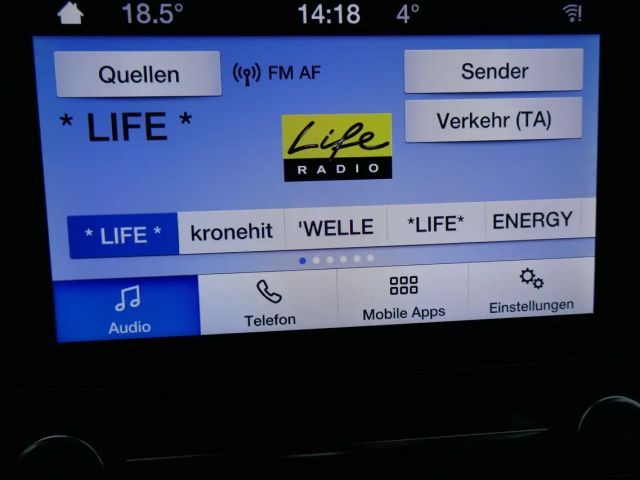 18.5° 14:18 4°
Quellen FM AF Sender
* LIFE * Life RADIO Verkehr (TA)
* LIFE * kronehit 'WELLE *LIFE* ENERGY
Audio Telefon Mobile Apps Einstellungen